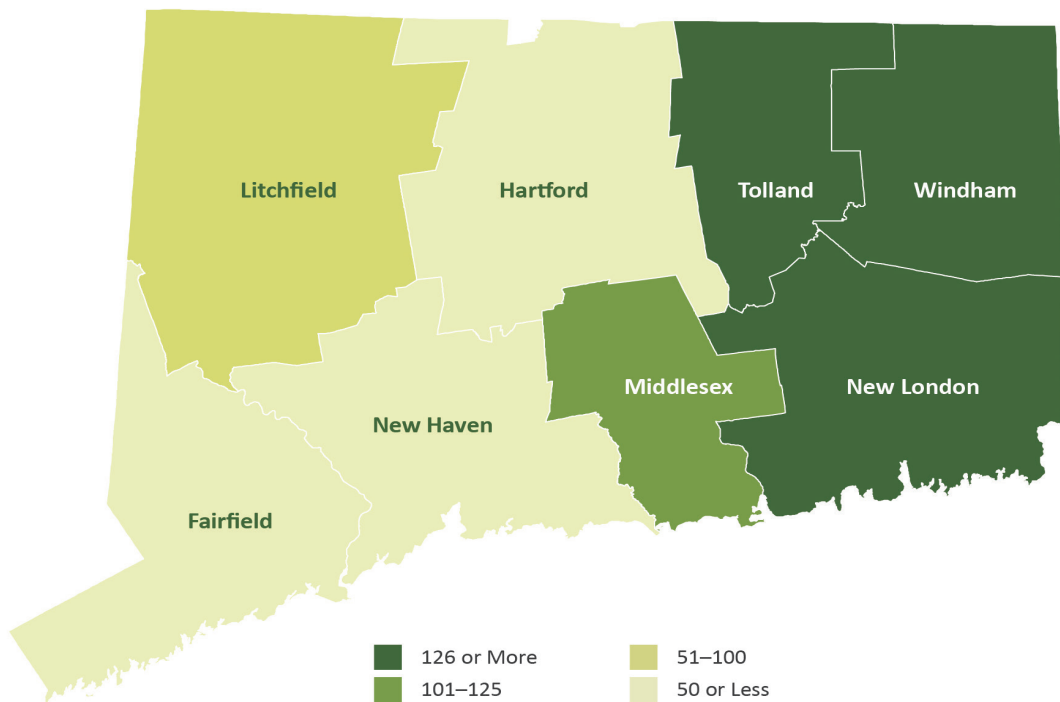 Litchfield
Hartford
Tolland
Windham
Middlesex
New London
New Haven
Fairfield
126 or More
101–125
51–100
50 or Less